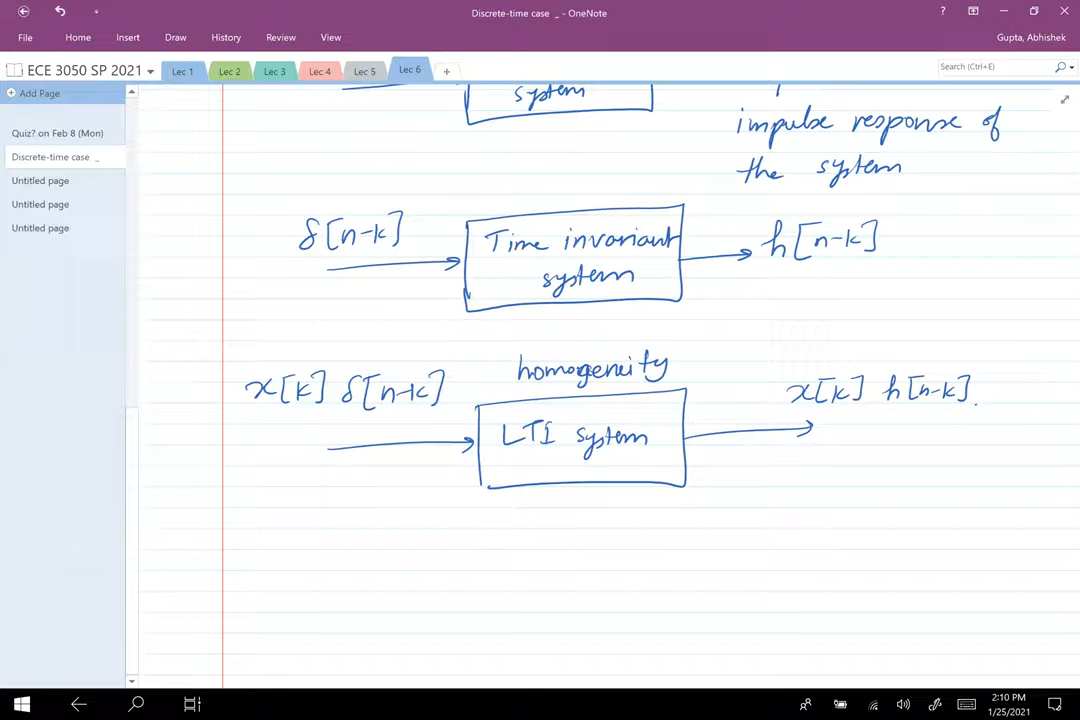 Discrete-time case _ - OneNote
?
File Home Insert Draw History Review View
Gupta, Abhishek
ECE 3050 SP 2021
Lec 1 Lec 2 Lec 3 Lec 4 Lec 5 Lec 6 +
Search (Ctrl+E)
Add Page
Quiz? on Feb 8 (Mon)
Discrete-time case _
Untitled page
Untitled page
Untitled page
system
impulse response of
the system
δ[n-k]
Time invariant
system
h[n-k]
homogeneity
x[k] δ[n-k]
LTI system
x[k] h[n-k].
2:10 PM
1/25/2021